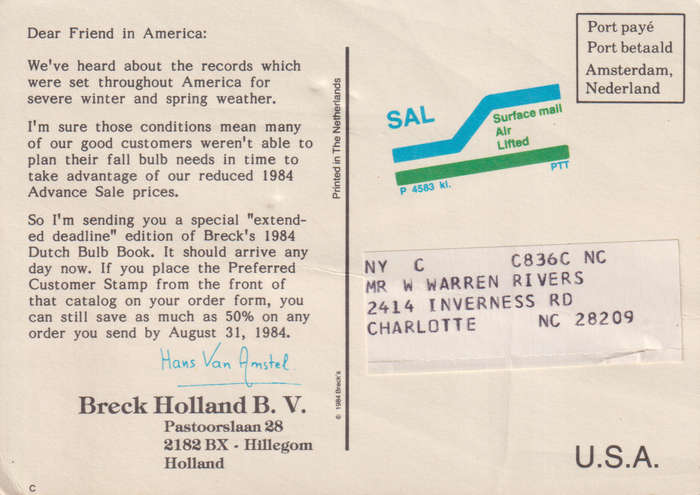 Dear Friend in America:
We've heard about the records which
were set throughout America for
severe winter and spring weather.
I'm sure those conditions mean many
of our good customers weren't able to
plan their fall bulb needs in time to
take advantage of our reduced 1984
Advance Sale prices.
So I'm sending you a special "extend-
ed deadline" edition of Breck's 1984
Dutch Bulb Book. It should arrive any
day now. If you place the Preferred
Customer Stamp from the front of
that catalog on your order form, you
can still save as much as 50% on any
order you send by August 31, 1984.
Hans Van Amstel
Breck Holland B. V.
Pastoorslaan 28
2182 BX - Hillegom
Holland
C
Printed in The Netherlands
© 1984 Breck's
Port payé
Port betaald
Amsterdam,
Nederland
SAL
Surface mail
Air
Lifted
PTT
P 4583 kl.
NY C C836C NC
MR W WARREN RIVERS
2414 INVERNESS RD
CHARLOTTE NC 28209
U.S.A.